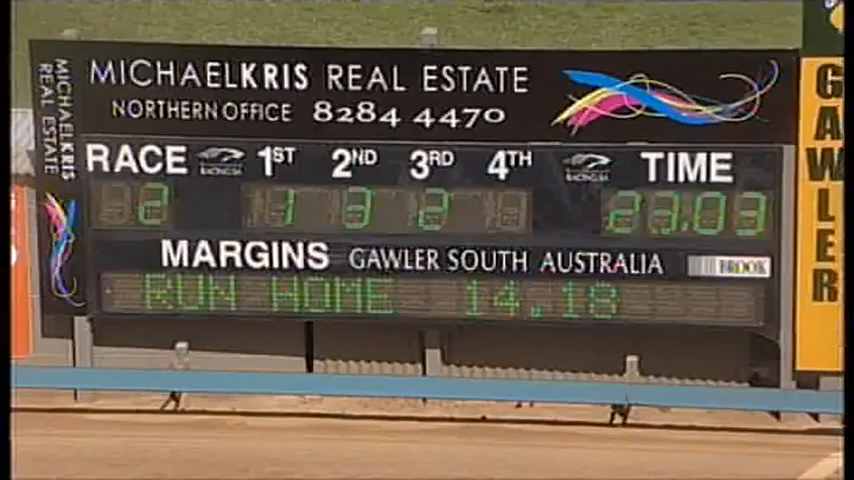 MICHAELKRIS REAL ESTATE
NORTHERN OFFICE 8284 4470
MICHAELKRIS
REAL ESTATE
RACE 1ST 2ND 3RD 4TH TIME
2 1 3 2 23.03
MARGINS GAWLER SOUTH AUSTRALIA BROOK
RUN HOME 14.18
GAWLER